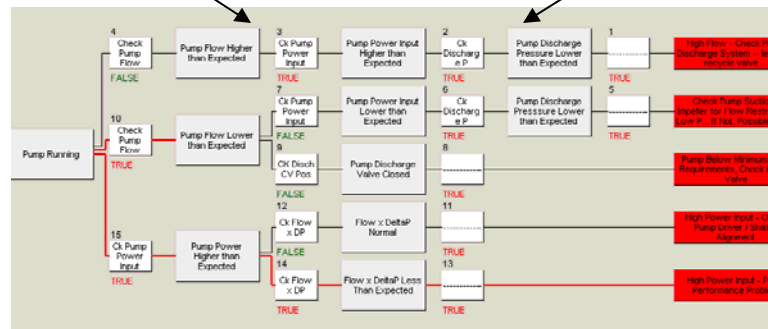 4
Check
Pump
Flow
FALSE
Pump Flow Higher
than Expected
3
Ck Pump
Power
Input
TRUE
Pump Power Input
Higher than
Expected
2
Ck
Discharg
e P
TRUE
Pump Discharge
Pressure Lower
than Expected
1
TRUE
High Flow - Check P
Discharge System -- le
recycle valve
Pump Running
10
Check
Pump
Flow
TRUE
Pump Flow Lower
than Expected
7
Ck Pump
Power
Input
FALSE
Pump Power Input
Lower than
Expected
6
Ck
Discharg
e P
TRUE
Pump Discharge
Presssure Lower
than Expected
5
TRUE
Check Pump Sucti
Impeller for Flow Restr
Low P... If Not, Possible
9
CK Disch
CV Pos
FALSE
Pump Discharge
Valve Closed
8
TRUE
Pump Below Minimum
Requirements, Check
Valve
15
Ck Pump
Power
Input
TRUE
Pump Power
Higher than
Expected
12
Ck Flow
x DP
FALSE
Flow x DeltaP
Normal
11
TRUE
High Power Input - C
Pump Driver / Shaf
Alignment
14
Ck Flow
x DP
TRUE
Flow x DeltaP Less
Than Expected
13
TRUE
High Power Input - P
Performance Proble